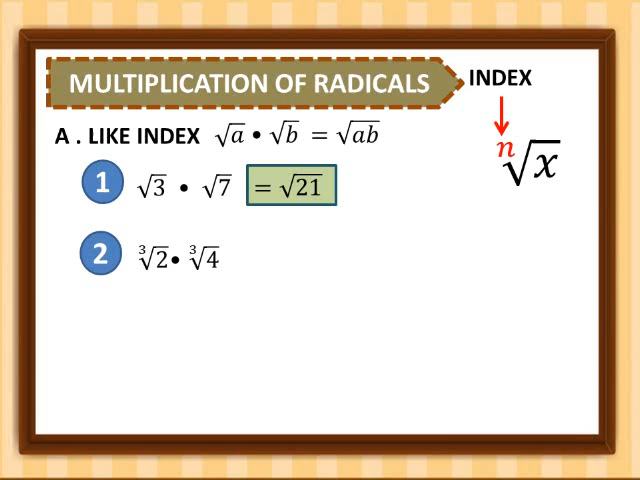 MULTIPLICATION OF RADICALS
INDEX
n√x
A . LIKE INDEX √a • √b = √ab
1 √3 • √7 = √21
2 ∛2 • ∛4